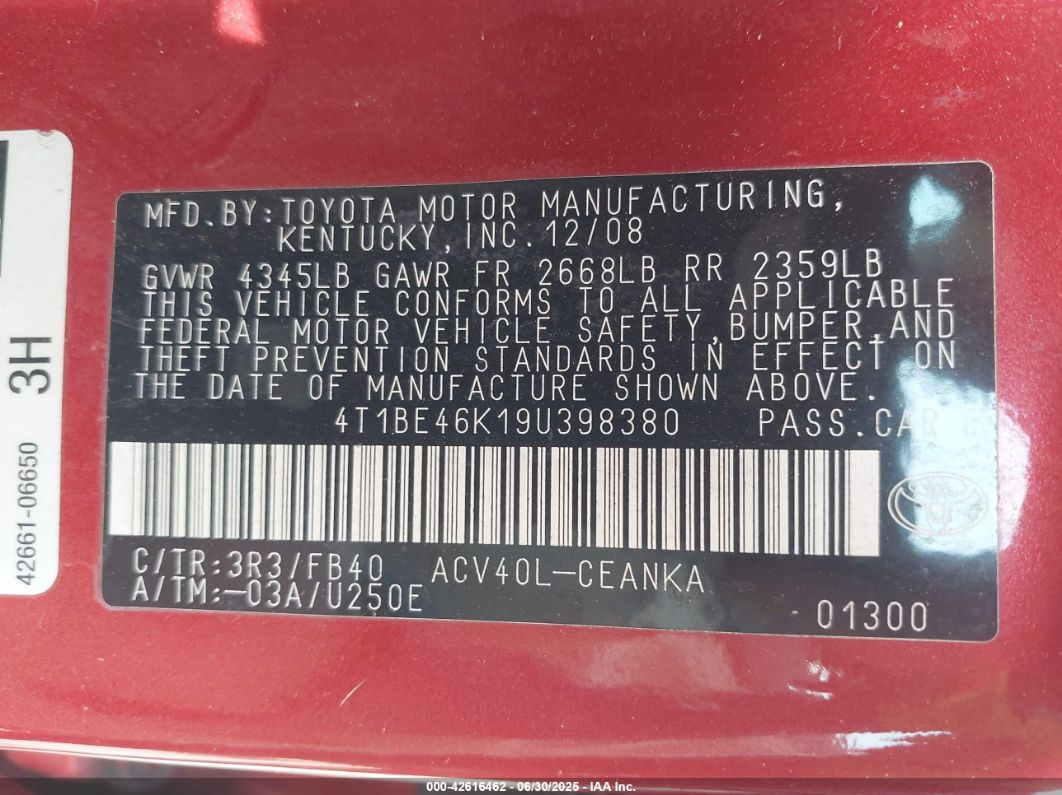 MFD.BY:TOYOTA MOTOR MANUFACTURING,
KENTUCKY,INC.12/08
GVWR 4345LB GAWR FR 2668LB RR 2359LB
THIS VEHICLE CONFORMS TO ALL APPLICABLE
FEDERAL MOTOR VEHICLE SAFETY,BUMPER,AND
THEFT PREVENTION STANDARDS IN EFFECT ON
THE DATE OF MANUFACTURE SHOWN ABOVE.
4T1BE46K19U398380 PASS.CAR
C/TR:3R3/FB40 ACV40L-CEANKA
A/TM:-03A/U250E
01300
3H
42661-06650
000-42616462 - 06/30/2025 - IAA Inc.